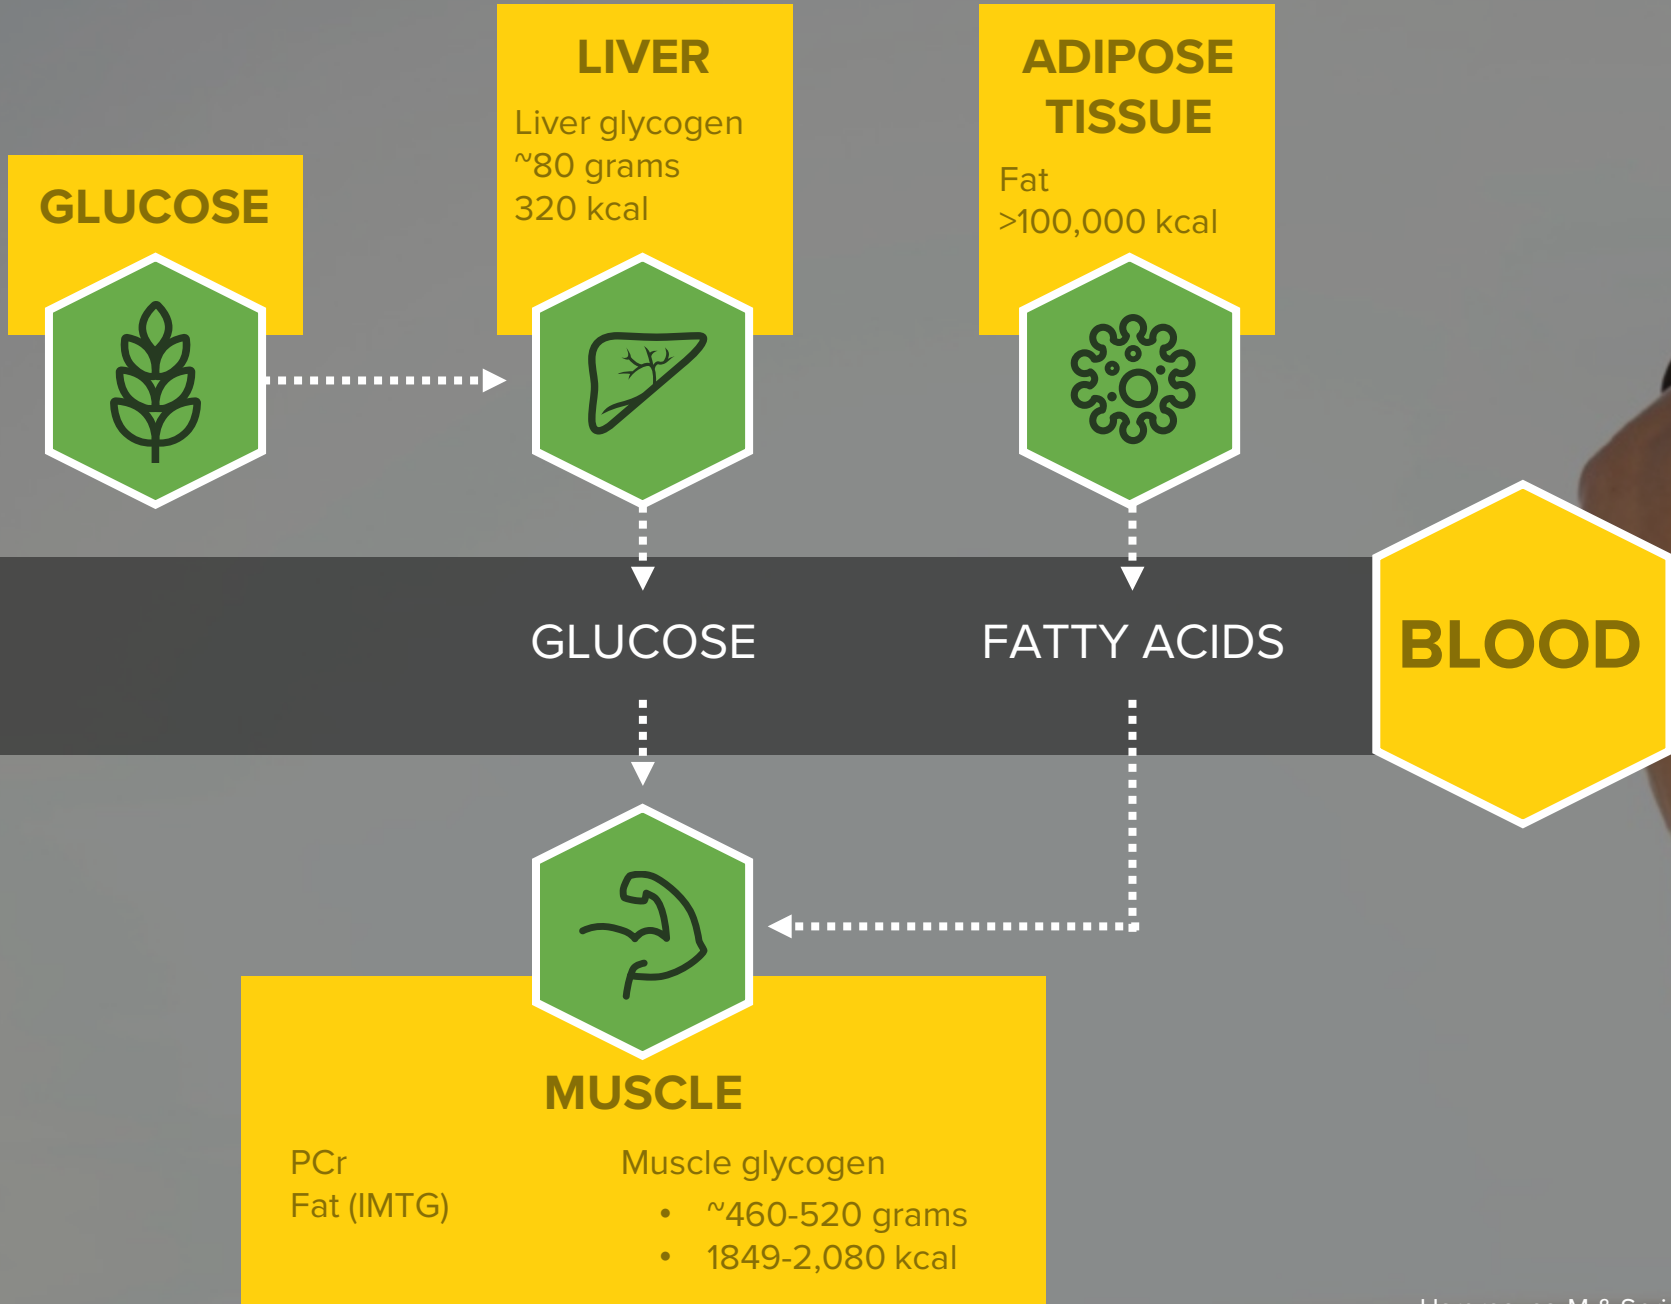 GLUCOSE
LIVER
Liver glycogen
~80 grams
320 kcal
ADIPOSE
TISSUE
Fat
>100,000 kcal
GLUCOSE
FATTY ACIDS
BLOOD
MUSCLE
PCr
Fat (IMTG)
Muscle glycogen
• ~460-520 grams
• 1849-2,080 kcal